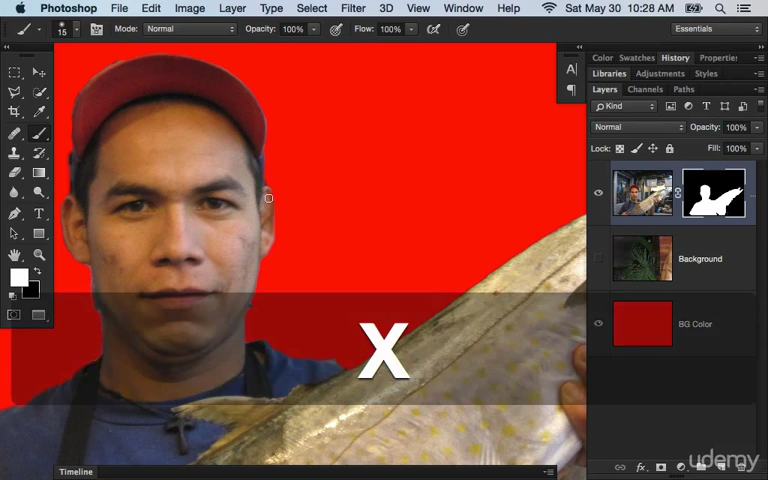 Photoshop File Edit Image Layer Type Select Filter 3D View Window Help Sat May 30 10:28 AM
15 Mode: Normal Opacity: 100% Flow: 100% Essentials
Color Swatches History Properties
Libraries Adjustments Styles
Layers Channels Paths
Kind
Normal Opacity: 100%
Lock: Fill: 100%
Background
BG Color
X
Timeline
udemy